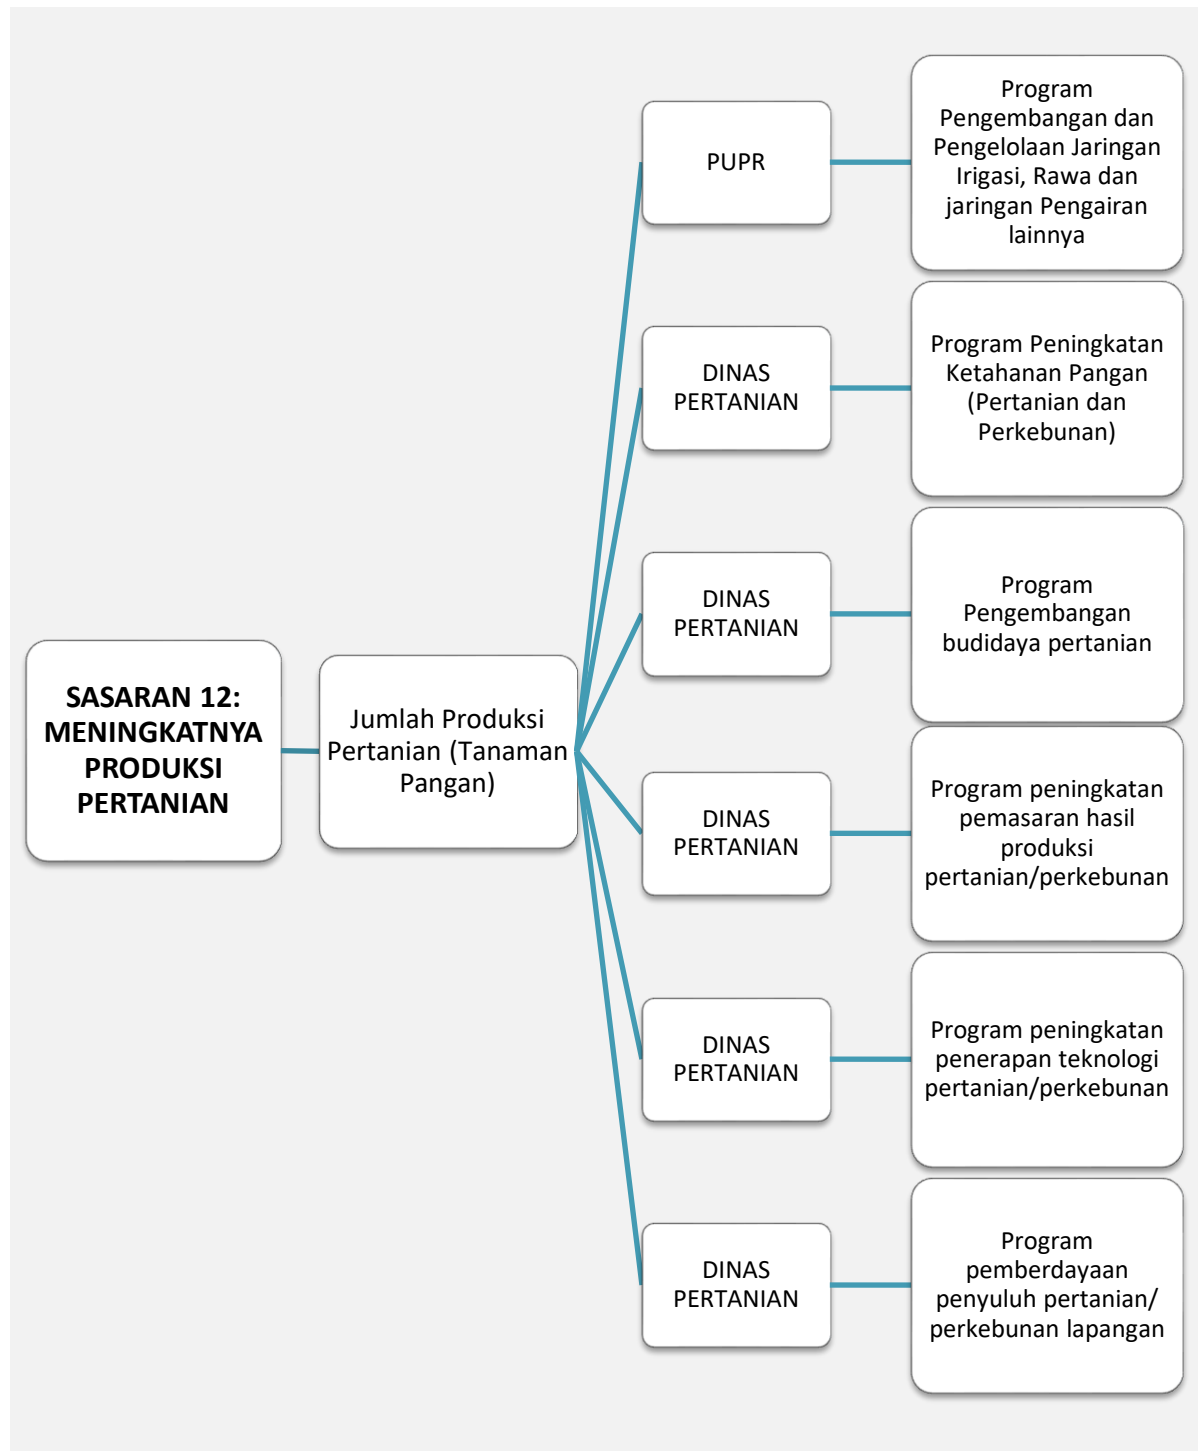 SASARAN 12:
MENINGKATNYA
PRODUKSI
PERTANIAN
Jumlah Produksi
Pertanian (Tanaman
Pangan)
PUPR
Program
Pengembangan dan
Pengelolaan Jaringan
Irigasi, Rawa dan
jaringan Pengairan
lainnya
DINAS
PERTANIAN
Program Peningkatan
Ketahanan Pangan
(Pertanian dan
Perkebunan)
DINAS
PERTANIAN
Program
Pengembangan
budidaya pertanian
DINAS
PERTANIAN
Program peningkatan
pemasaran hasil
produksi
pertanian/perkebunan
DINAS
PERTANIAN
Program peningkatan
penerapan teknologi
pertanian/perkebunan
DINAS
PERTANIAN
Program
pemberdayaan
penyuluh pertanian/
perkebunan lapangan